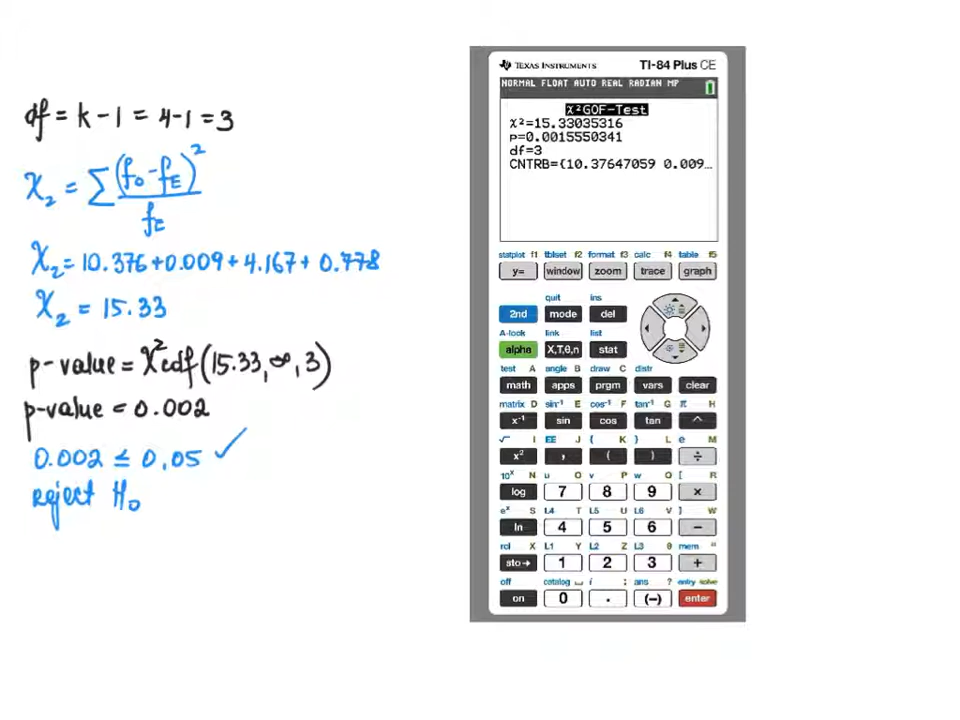 df = k - 1 = 4-1 = 3
χ₂ = Σ (fₒ - f_E)² / f_E
χ₂ = 10.376 + 0.009 + 4.167 + 0.778
χ₂ = 15.33
p-value = χ²cdf(15.33, ∞, 3)
p-value = 0.002
0.002 ≤ 0.05 ✓
reject H₀
TEXAS INSTRUMENTS TI-84 Plus CE
NORMAL FLOAT AUTO REAL RADIAN MP
χ²GOF-Test
χ²=15.33035316
p=0.0015550341
df=3
CNTRB={10.37647059 0.009…
statplot f1 tblset f2 format f3 calc f4 table f5
y= window zoom trace graph
quit ins
2nd mode del
A-lock link list
alpha X,T,θ,n stat
test A angle B draw C distr
math apps prgm vars clear
matrix D sin⁻¹ E cos⁻¹ F tan⁻¹ G π H
x⁻¹ sin cos tan ^
√ I EE J { K } L e M
x² , ( ) ÷
10ˣ N u O v P w Q [ R
log 7 8 9 ×
eˣ S L4 T L5 U L6 V ] W
ln 4 5 6 −
rcl X L1 Y L2 Z L3 θ mem "
sto→ 1 2 3 +
off catalog ⎵ i : ans ? entry solve
on 0 . (−) enter